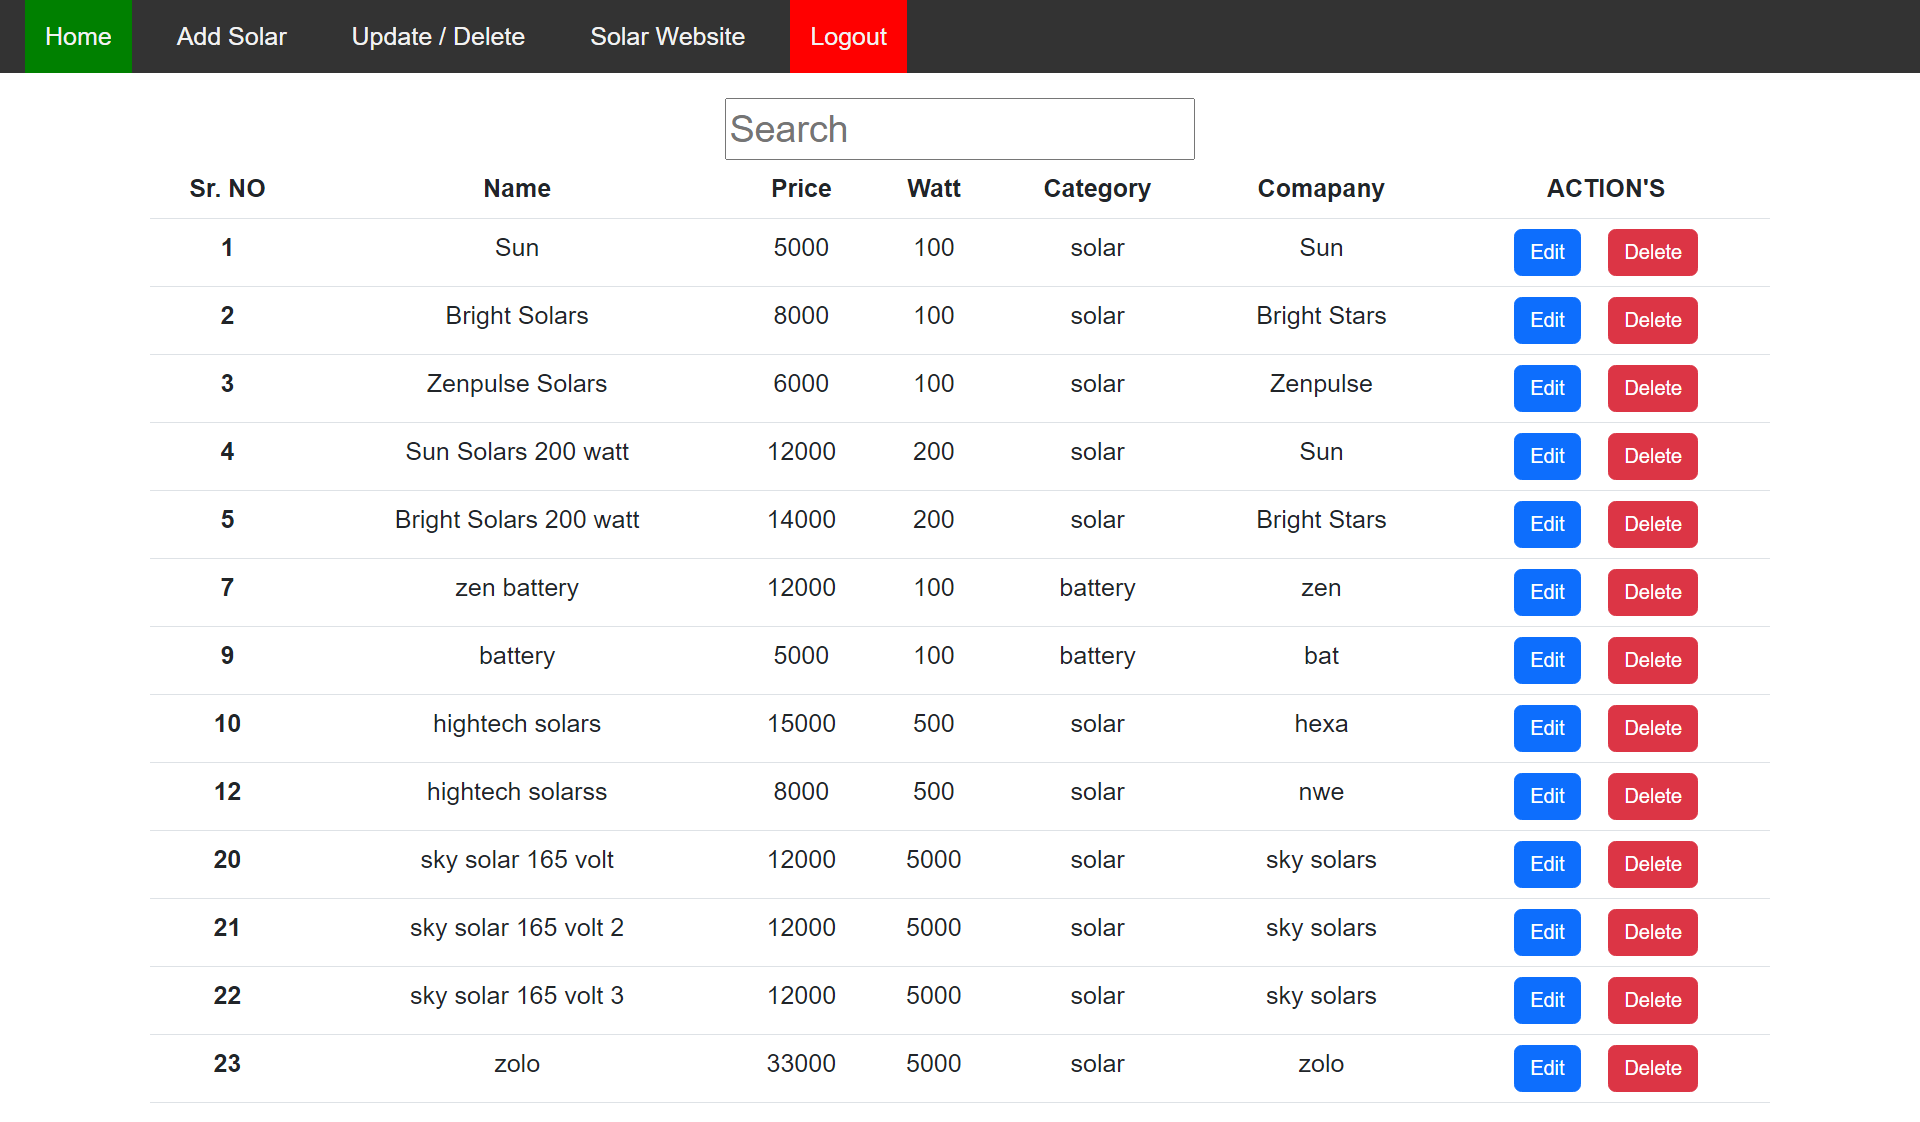 Home Add Solar Update / Delete Solar Website Logout
Search
Sr. NO Name Price Watt Category Comapany ACTION'S
1 Sun 5000 100 solar Sun Edit Delete
2 Bright Solars 8000 100 solar Bright Stars Edit Delete
3 Zenpulse Solars 6000 100 solar Zenpulse Edit Delete
4 Sun Solars 200 watt 12000 200 solar Sun Edit Delete
5 Bright Solars 200 watt 14000 200 solar Bright Stars Edit Delete
7 zen battery 12000 100 battery zen Edit Delete
9 battery 5000 100 battery bat Edit Delete
10 hightech solars 15000 500 solar hexa Edit Delete
12 hightech solarss 8000 500 solar nwe Edit Delete
20 sky solar 165 volt 12000 5000 solar sky solars Edit Delete
21 sky solar 165 volt 2 12000 5000 solar sky solars Edit Delete
22 sky solar 165 volt 3 12000 5000 solar sky solars Edit Delete
23 zolo 33000 5000 solar zolo Edit Delete